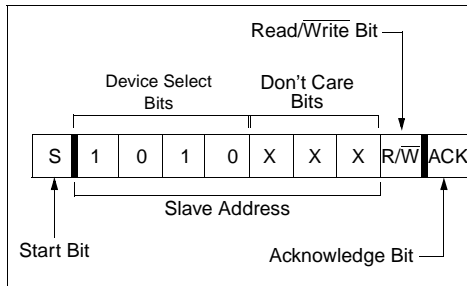 Read/Write Bit
Device Select
Bits
Don't Care
Bits
S 1 0 1 0 X X X R/W ACK
Slave Address
Start Bit
Acknowledge Bit